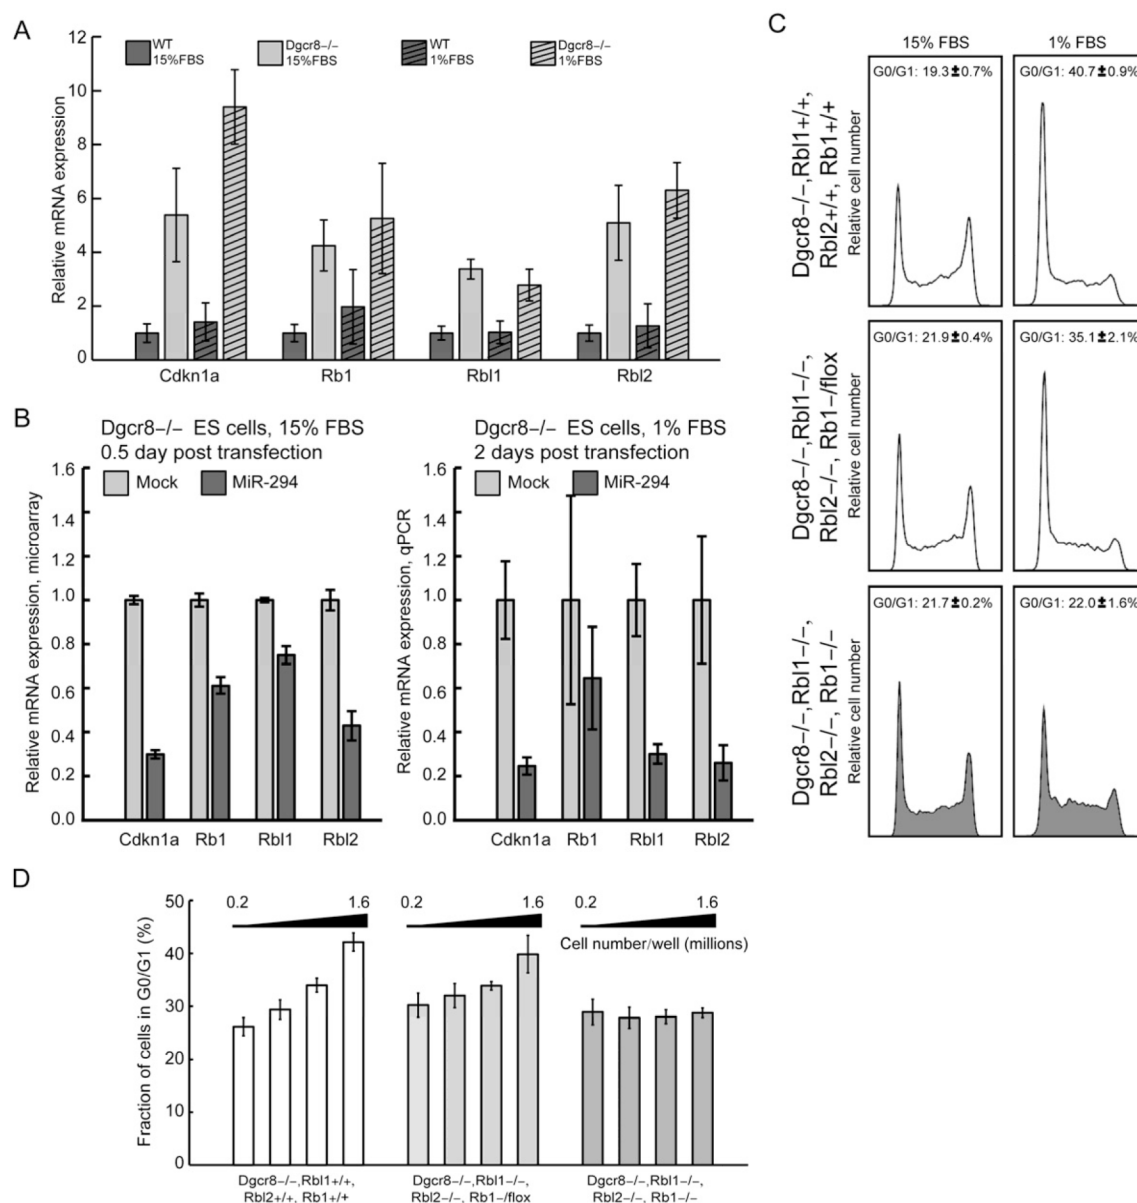 A
WT 15%FBS
Dgcr8−/− 15%FBS
WT 1%FBS
Dgcr8−/− 1%FBS
Relative mRNA expression
12
10
8
6
4
2
0
Cdkn1a Rb1 Rbl1 Rbl2
B
Dgcr8−/− ES cells, 15% FBS
0.5 day post transfection
Mock MiR-294
Relative mRNA expression, microarray
1.6
1.4
1.2
1.0
0.8
0.6
0.4
0.2
0.0
Cdkn1a Rb1 Rbl1 Rbl2
Dgcr8−/− ES cells, 1% FBS
2 days post transfection
Mock MiR-294
Relative mRNA expression, qPCR
1.6
1.4
1.2
1.0
0.8
0.6
0.4
0.2
0.0
Cdkn1a Rb1 Rbl1 Rbl2
C
15% FBS 1% FBS
Dgcr8−/−,Rbl1+/+,
Rbl2+/+, Rb1+/+
Relative cell number
G0/G1: 19.3±0.7%
G0/G1: 40.7±0.9%
Dgcr8−/−,Rbl1−/−,
Rbl2−/−, Rb1−/flox
Relative cell number
G0/G1: 21.9±0.4%
G0/G1: 35.1±2.1%
Dgcr8−/−,Rbl1−/−,
Rbl2−/−, Rb1−/−
Relative cell number
G0/G1: 21.7±0.2%
G0/G1: 22.0±1.6%
D
Fraction of cells in G0/G1 (%)
50
40
30
20
10
0
0.2 1.6
0.2 1.6
0.2 1.6
Cell number/well (millions)
Dgcr8−/−,Rbl1+/+,
Rbl2+/+, Rb1+/+
Dgcr8−/−,Rbl1−/−,
Rbl2−/−, Rb1−/flox
Dgcr8−/−,Rbl1−/−,
Rbl2−/−, Rb1−/−